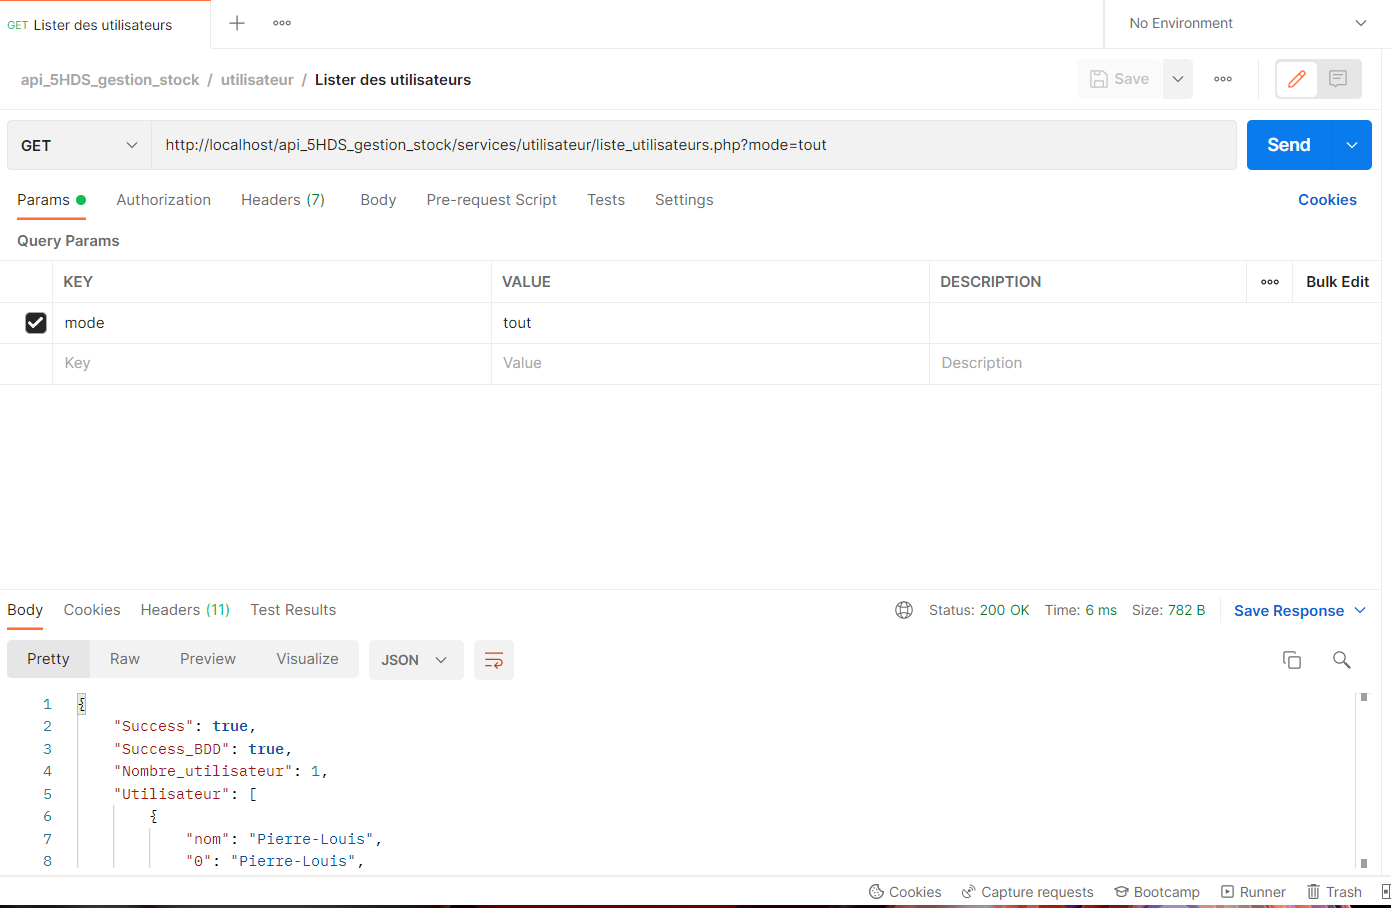 GET Lister des utilisateurs
No Environment
api_5HDS_gestion_stock / utilisateur / Lister des utilisateurs
Save
GET
http://localhost/api_5HDS_gestion_stock/services/utilisateur/liste_utilisateurs.php?mode=tout
Send
Params Authorization Headers (7) Body Pre-request Script Tests Settings Cookies
Query Params
KEY VALUE DESCRIPTION Bulk Edit
mode tout
Key Value Description
Body Cookies Headers (11) Test Results Status: 200 OK Time: 6 ms Size: 782 B Save Response
Pretty Raw Preview Visualize JSON
1 {
2 "Success": true,
3 "Success_BDD": true,
4 "Nombre_utilisateur": 1,
5 "Utilisateur": [
6 {
7 "nom": "Pierre-Louis",
8 "0": "Pierre-Louis",
Cookies Capture requests Bootcamp Runner Trash